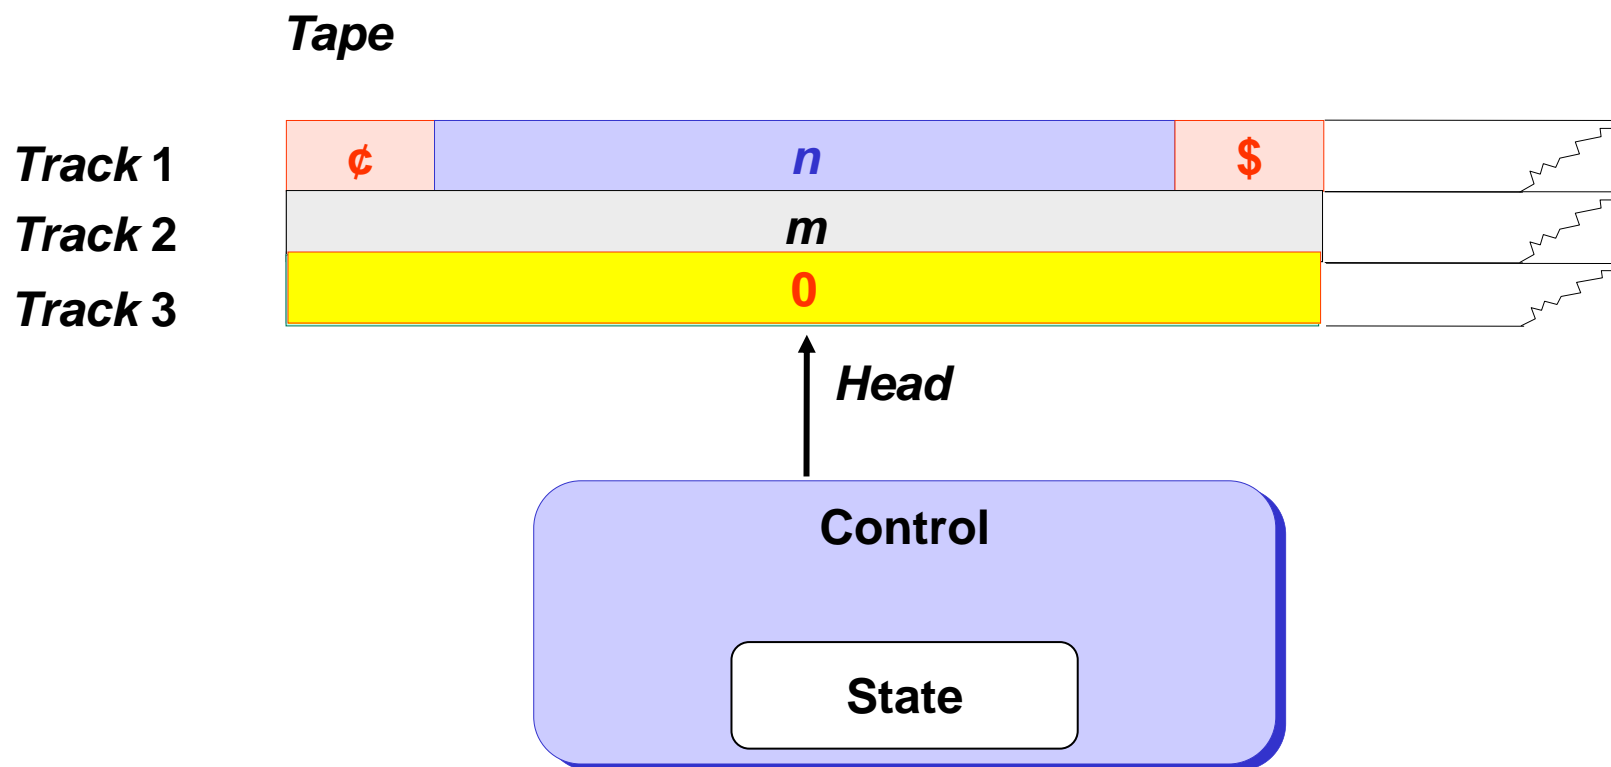 Tape
Track 1 ¢ n $
Track 2 m
Track 3 0
Head
Control
State